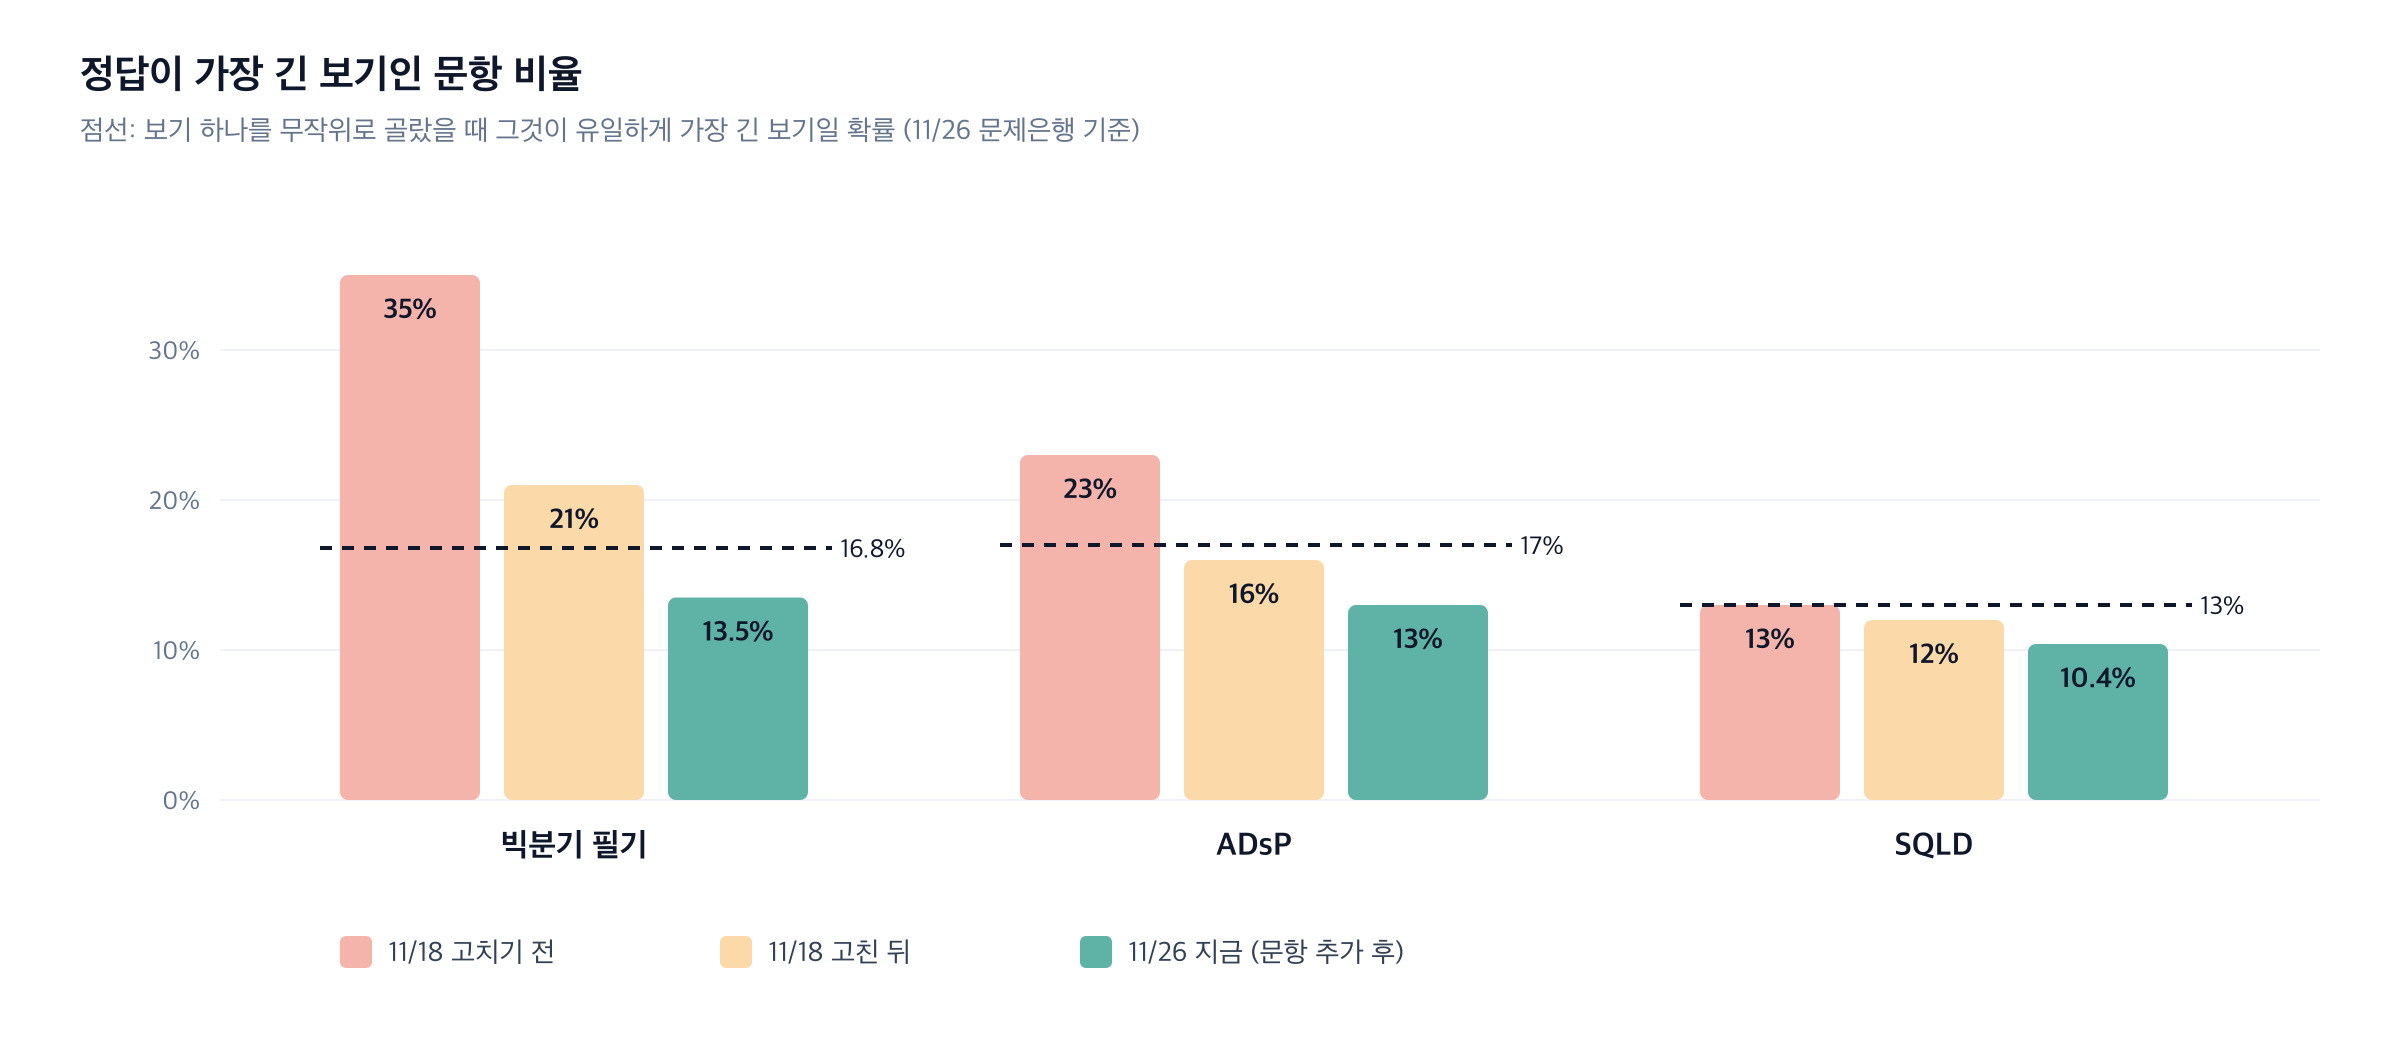 정답이 가장 긴 보기인 문항 비율
점선: 보기 하나를 무작위로 골랐을 때 그것이 유일하게 가장 긴 보기일 확률 (11/26 문제은행 기준)
35%
30%
23%
20%
21%
16.8%
17%
16%
13.5%
13%
13%
13%
12%
10.4%
10%
0%
빅분기 필기
ADsP
SQLD
11/18 고치기 전
11/18 고친 뒤
11/26 지금 (문항 추가 후)